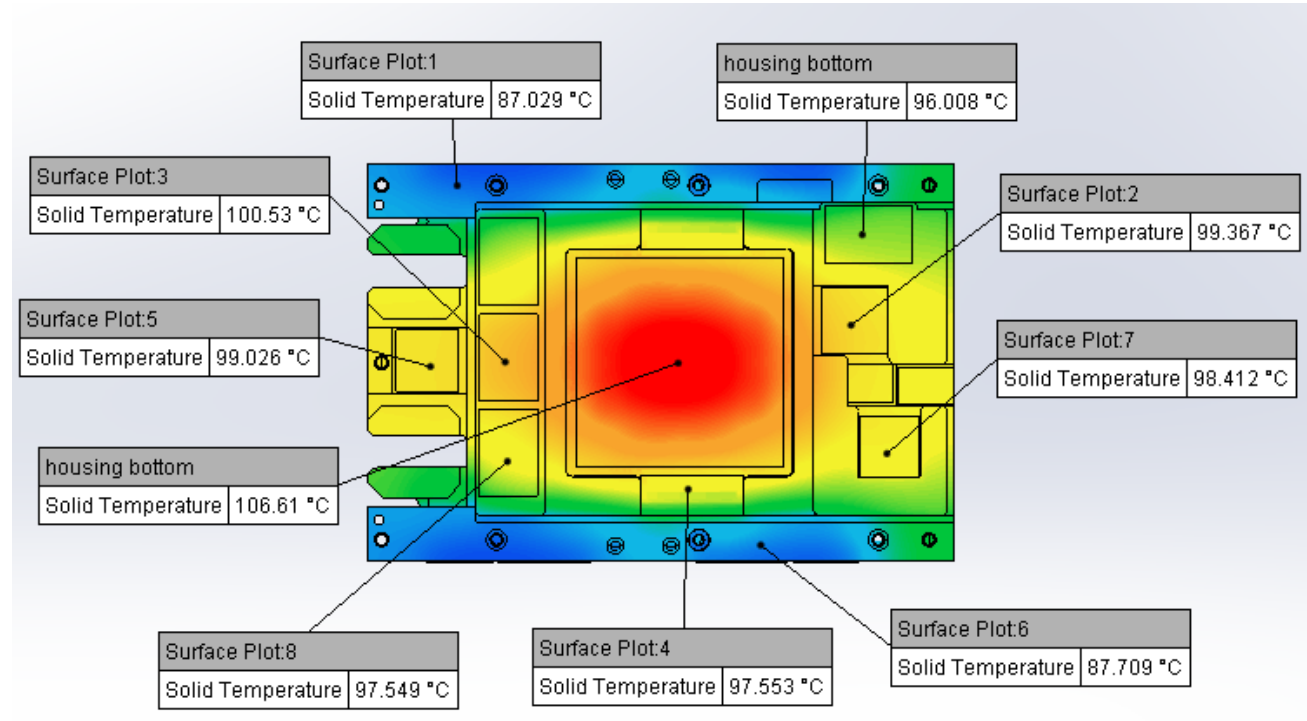 Surface Plot:1
Solid Temperature 87.029 °C
housing bottom
Solid Temperature 96.008 °C
Surface Plot:3
Solid Temperature 100.53 °C
Surface Plot:2
Solid Temperature 99.367 °C
Surface Plot:5
Solid Temperature 99.026 °C
Surface Plot:7
Solid Temperature 98.412 °C
housing bottom
Solid Temperature 106.61 °C
Surface Plot:8
Solid Temperature 97.549 °C
Surface Plot:4
Solid Temperature 97.553 °C
Surface Plot:6
Solid Temperature 87.709 °C